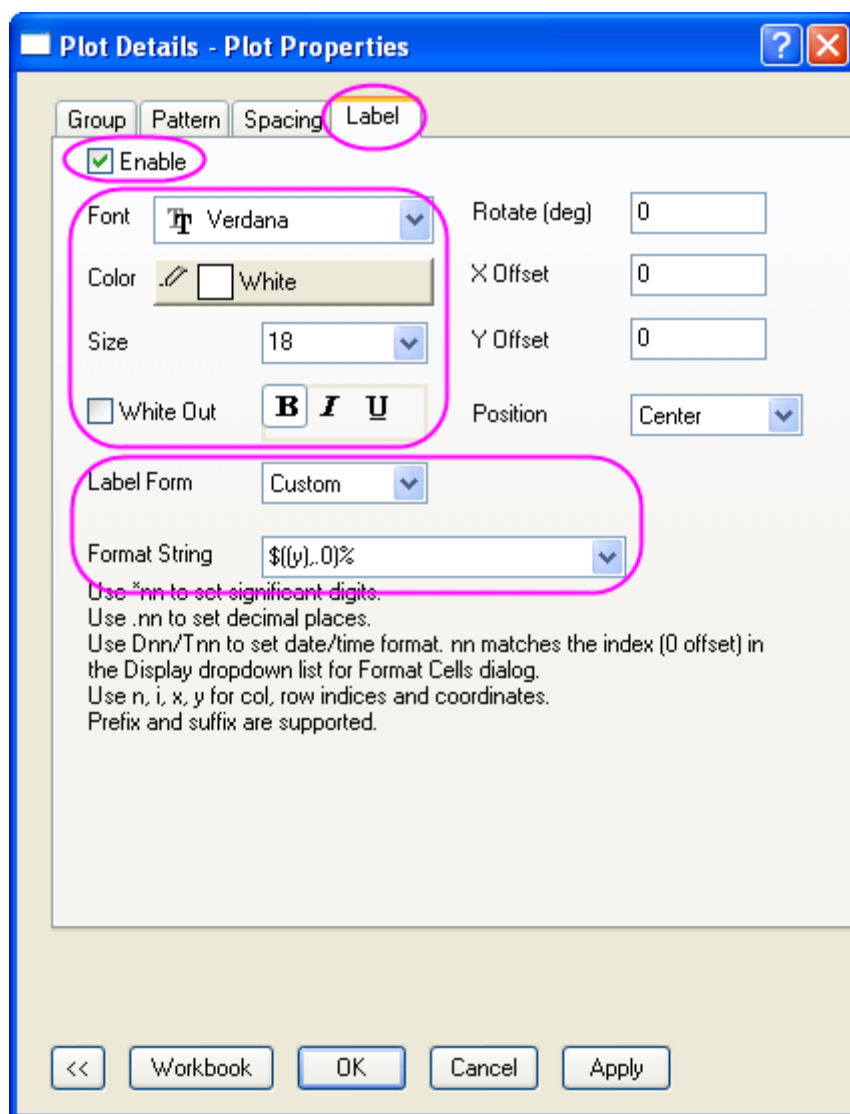 Plot Details - Plot Properties
Group Pattern Spacing Label
Enable
Font Verdana Rotate (deg) 0
Color White X Offset 0
Size 18 Y Offset 0
White Out B I U Position Center
Label Form Custom
Format String $((y),.0)%
Use *nn to set significant digits.
Use .nn to set decimal places.
Use Dnn/Tnn to set date/time format. nn matches the index (0 offset) in
the Display dropdown list for Format Cells dialog.
Use n, i, x, y for col, row indices and coordinates.
Prefix and suffix are supported.
<< Workbook OK Cancel Apply